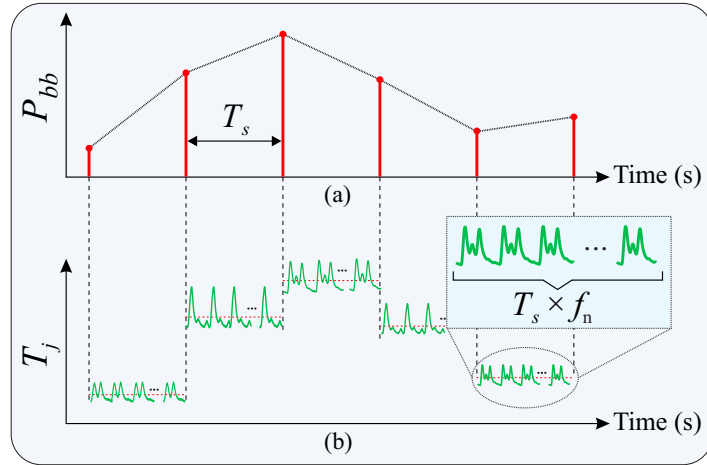 P_bb
T_s
Time (s)
(a)
T_j
...
...
...
...
...
...
T_s × f_n
Time (s)
(b)